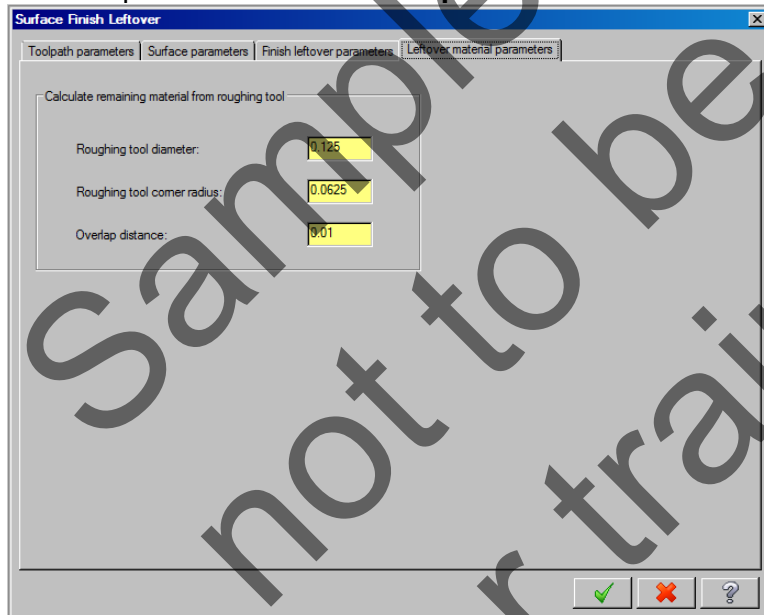 Surface Finish Leftover
Toolpath parameters Surface parameters Finish leftover parameters Leftover material parameters
Calculate remaining material from roughing tool
Roughing tool diameter: 0.125
Roughing tool corner radius: 0.0625
Overlap distance: 0.01
Sample
not to be
tra